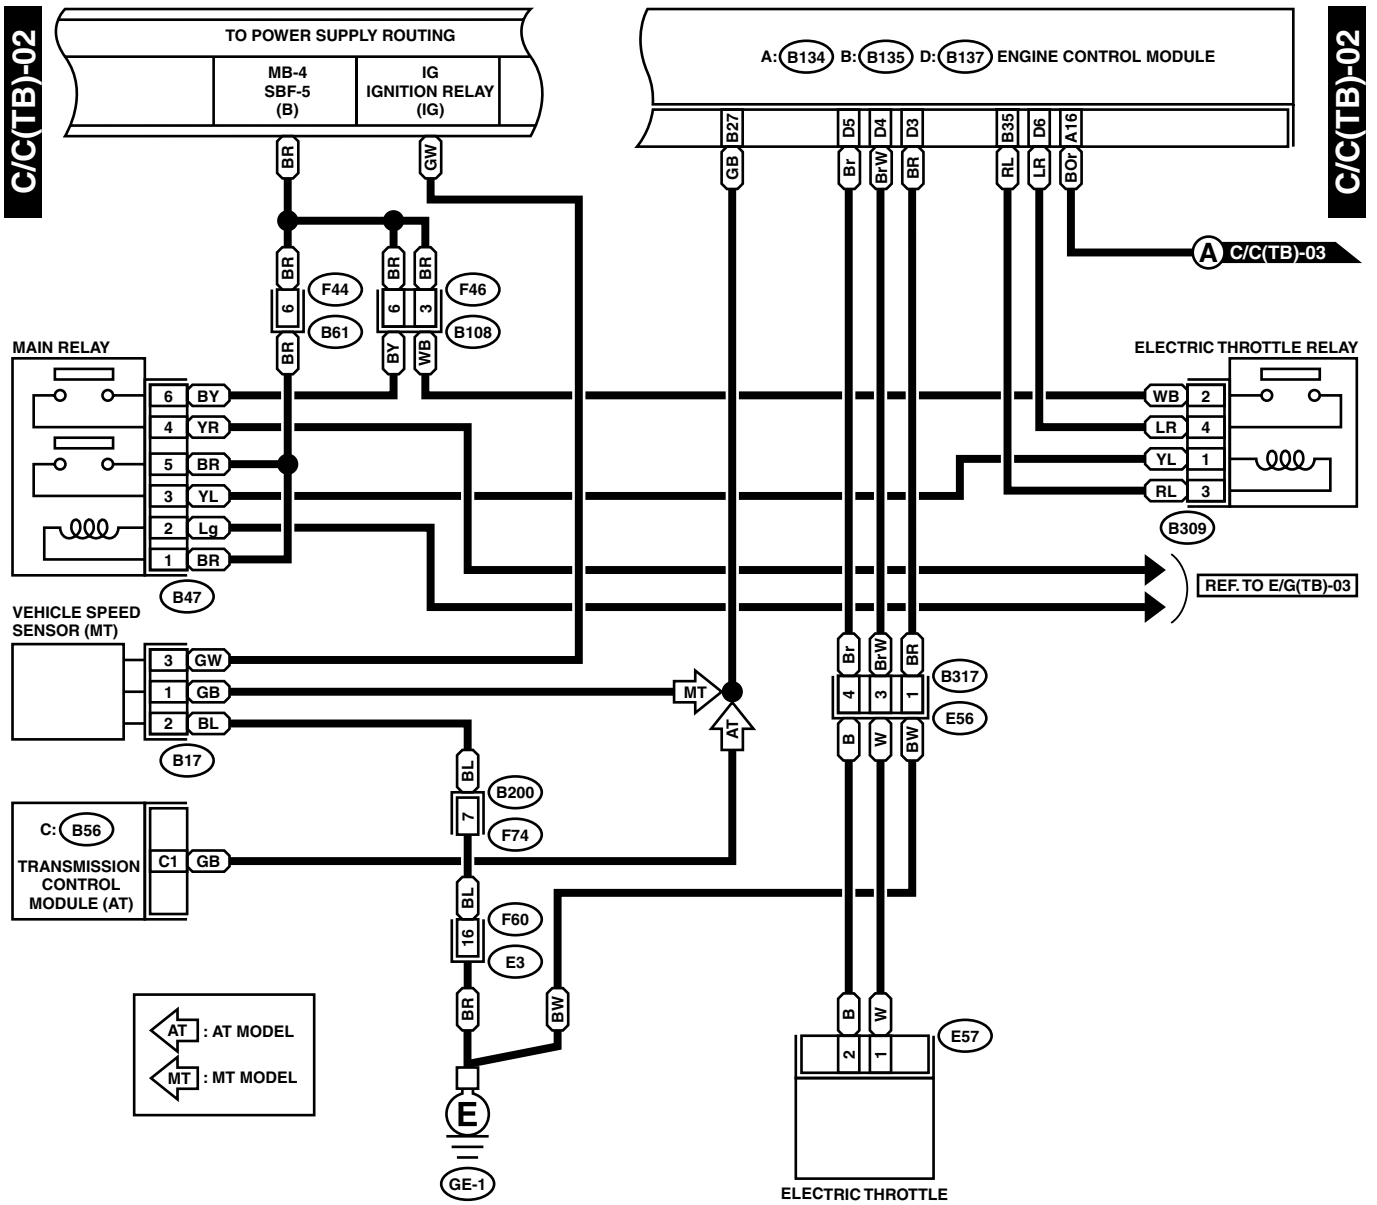 C/C(TB)-02
TO POWER SUPPLY ROUTING
MB-4
SBF-5
(B)
IG
IGNITION RELAY
(IG)
A: B134 B: B135 D: B137 ENGINE CONTROL MODULE
C/C(TB)-02
B27
D5
D4
D3
B35
D6
A16
BR
GW
GB
Br
BrW
BR
RL
LR
BOr
A C/C(TB)-03
BR
BR
BR
6
F44
B61
6
3
F46
B108
BR
BY
WB
MAIN RELAY
6 BY
4 YR
5 BR
3 YL
2 Lg
1 BR
B47
ELECTRIC THROTTLE RELAY
WB 2
LR 4
YL 1
RL 3
B309
REF. TO E/G(TB)-03
VEHICLE SPEED
SENSOR (MT)
3 GW
1 GB
2 BL
B17
MT
AT
Br
BrW
BR
4
3
1
B317
E56
B
W
BW
BL
7
B200
F74
C: B56
TRANSMISSION
CONTROL
MODULE (AT)
C1 GB
BL
16
F60
E3
BR
BW
B
W
2
1
E57
ELECTRIC THROTTLE
AT : AT MODEL
MT : MT MODEL
E
GE-1